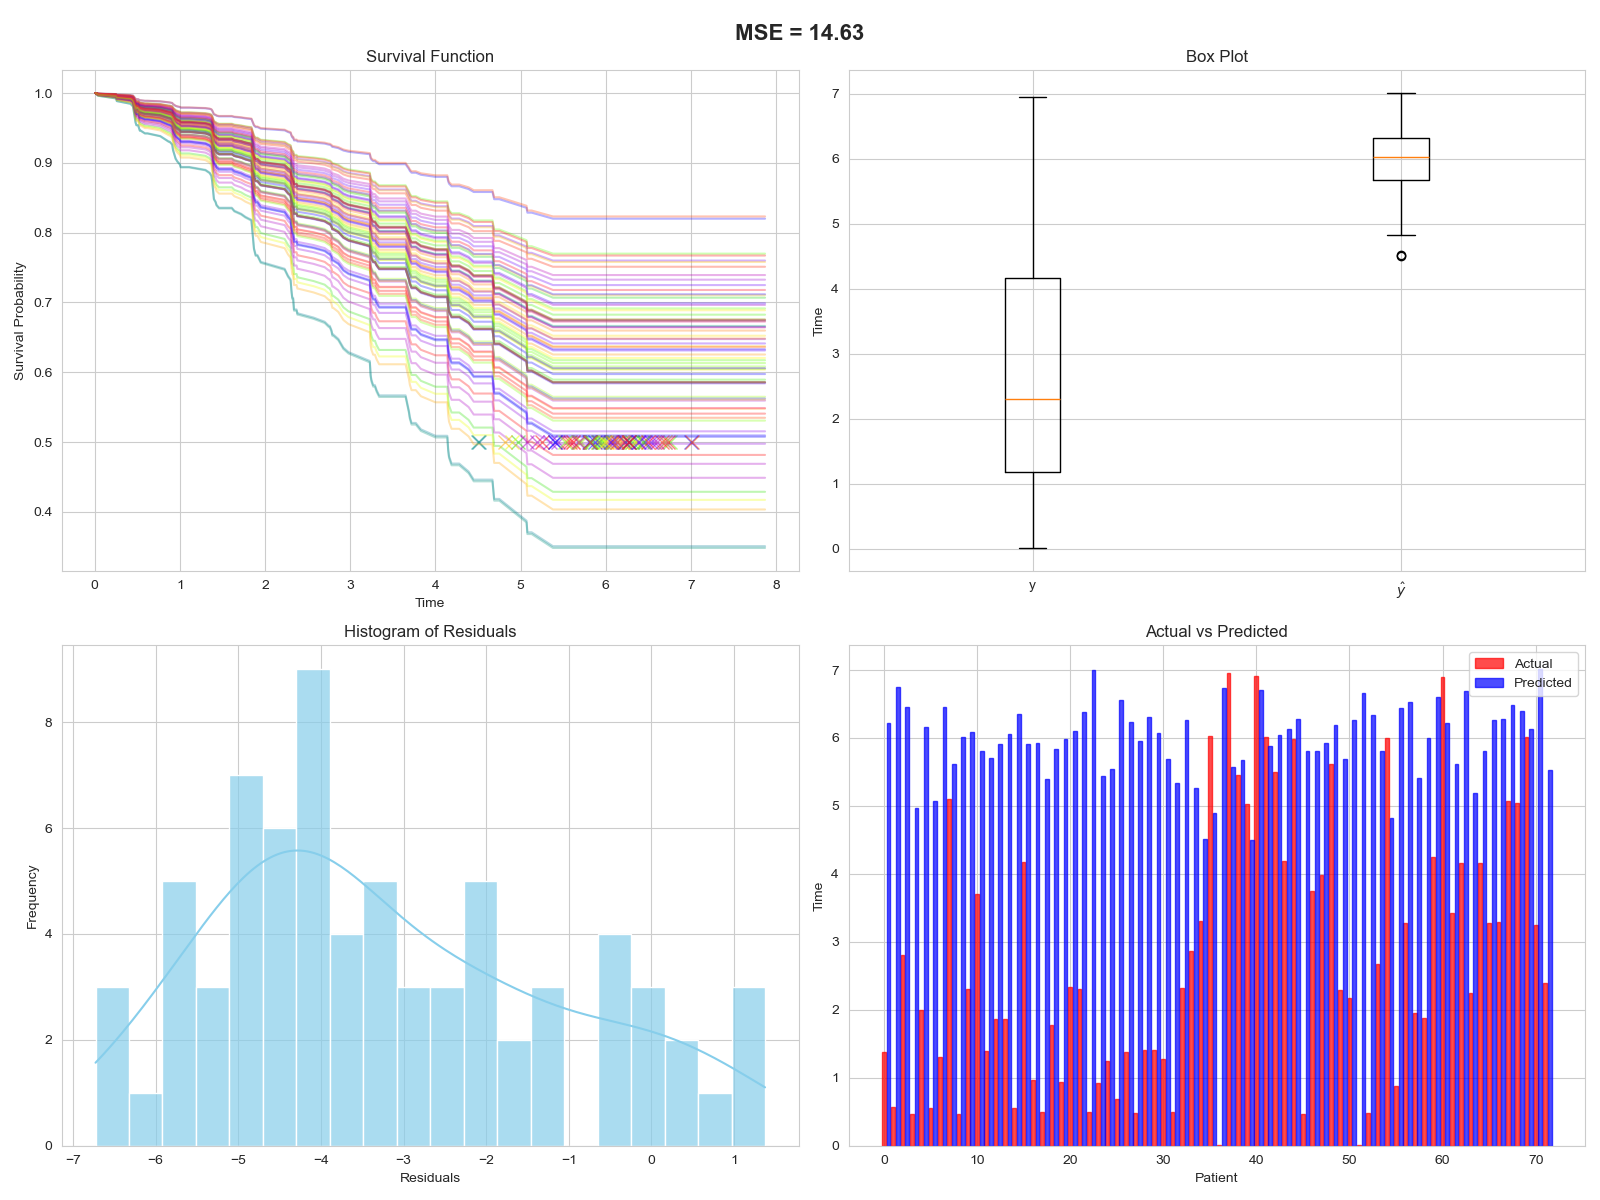 MSE = 14.63
Survival Function
Survival Probability
1.0
0.9
0.8
0.7
0.6
0.5
0.4
0 1 2 3 4 5 6 7 8
Time
Box Plot
Time
7
6
5
4
3
2
1
0
y ŷ
Histogram of Residuals
Frequency
8
6
4
2
0
−7 −6 −5 −4 −3 −2 −1 0 1
Residuals
Actual vs Predicted
Actual
Predicted
Time
7
6
5
4
3
2
1
0
0 10 20 30 40 50 60 70
Patient